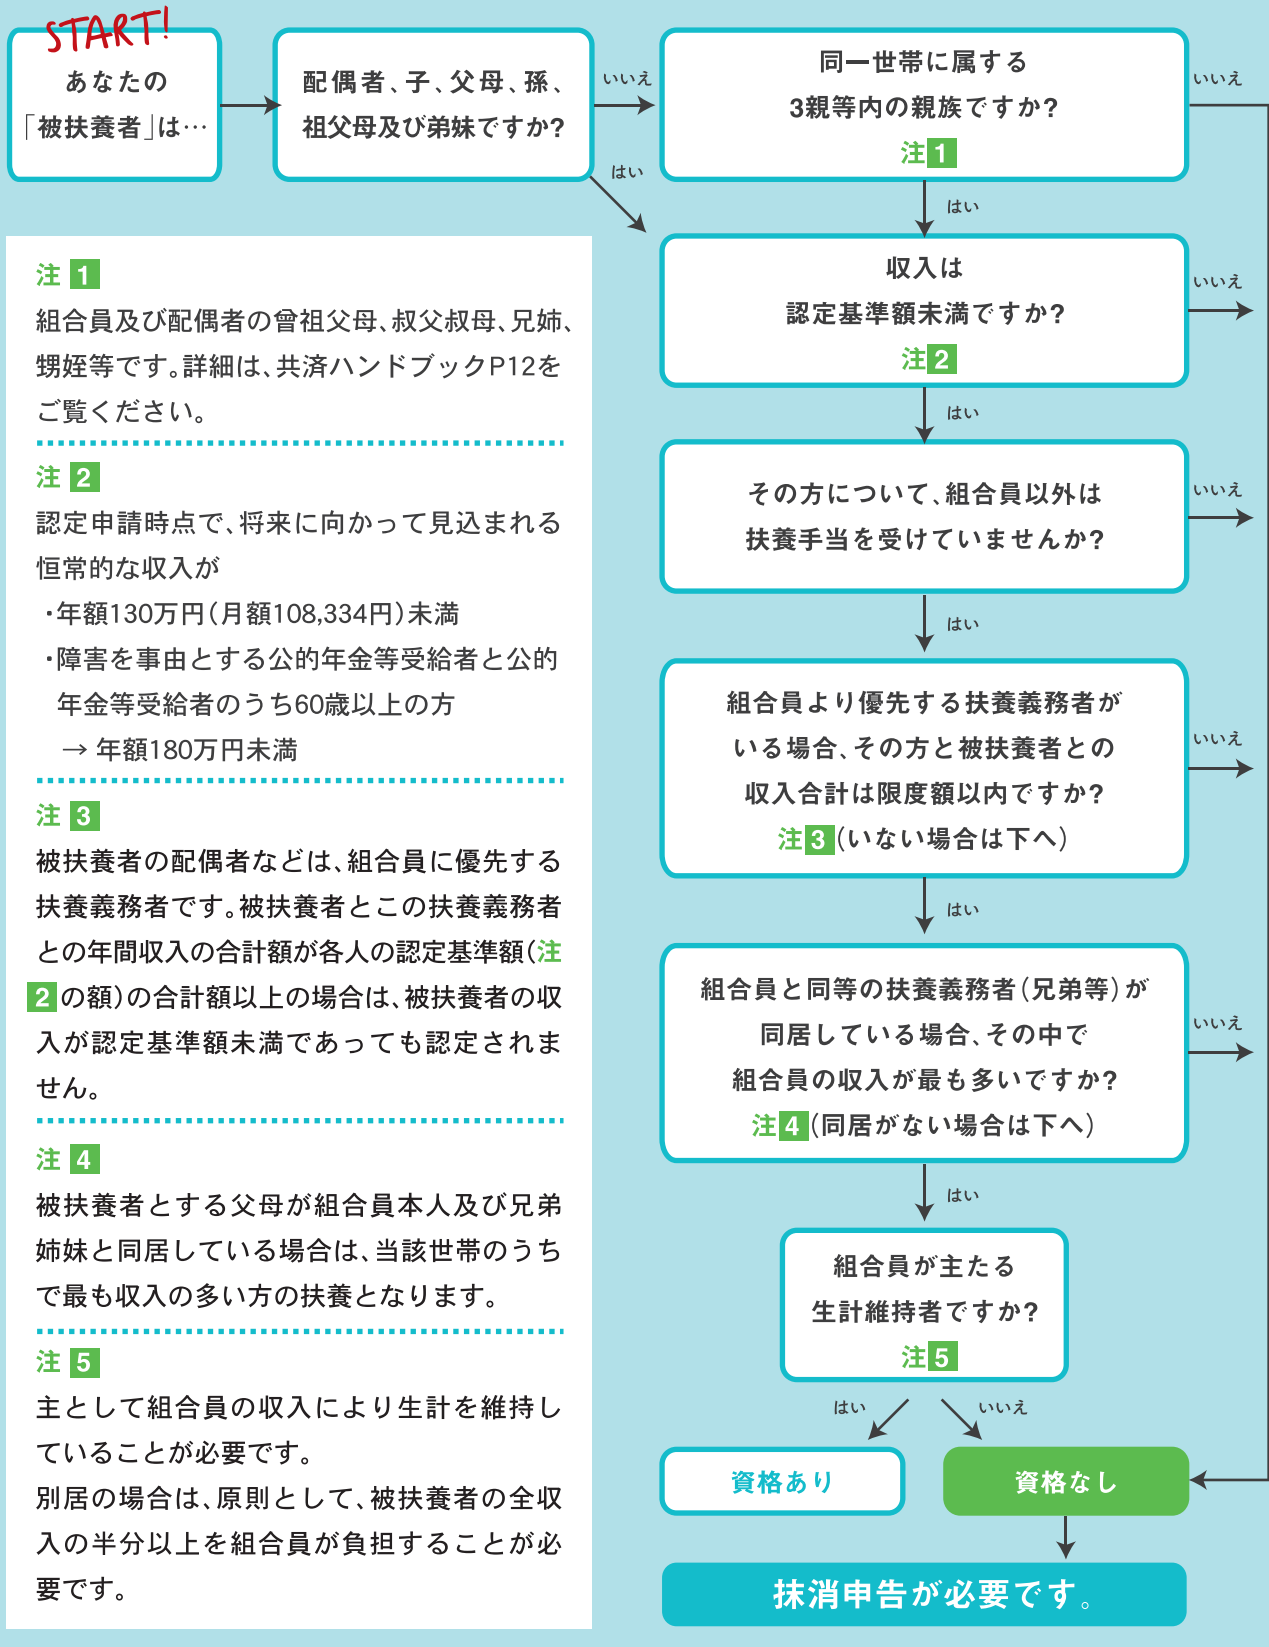 START!
あなたの
「被扶養者」は…
配偶者、子、父母、孫、
祖父母及び弟妹ですか?
いいえ
はい
同一世帯に属する
3親等内の親族ですか?
注1
いいえ
はい
収入は
認定基準額未満ですか?
注2
いいえ
はい
その方について、組合員以外は
扶養手当を受けていませんか?
いいえ
はい
組合員より優先する扶養義務者が
いる場合、その方と被扶養者との
収入合計は限度額以内ですか?
注3(いない場合は下へ)
いいえ
はい
組合員と同等の扶養義務者(兄弟等)が
同居している場合、その中で
組合員の収入が最も多いですか?
注4(同居がない場合は下へ)
いいえ
はい
組合員が主たる
生計維持者ですか?
注5
はい
いいえ
資格あり
資格なし
抹消申告が必要です。
注1
組合員及び配偶者の曾祖父母、叔父叔母、兄姉、
甥姪等です。詳細は、共済ハンドブックP12を
ご覧ください。
注2
認定申請時点で、将来に向かって見込まれる
恒常的な収入が
・年額130万円(月額108,334円)未満
・障害を事由とする公的年金等受給者と公的
年金等受給者のうち60歳以上の方
→ 年額180万円未満
注3
被扶養者の配偶者などは、組合員に優先する
扶養義務者です。被扶養者とこの扶養義務者
との年間収入の合計額が各人の認定基準額(注
2の額)の合計額以上の場合は、被扶養者の収
入が認定基準額未満であっても認定されま
せん。
注4
被扶養者とする父母が組合員本人及び兄弟
姉妹と同居している場合は、当該世帯のうち
で最も収入の多い方の扶養となります。
注5
主として組合員の収入により生計を維持し
ていることが必要です。
別居の場合は、原則として、被扶養者の全収
入の半分以上を組合員が負担することが必
要です。